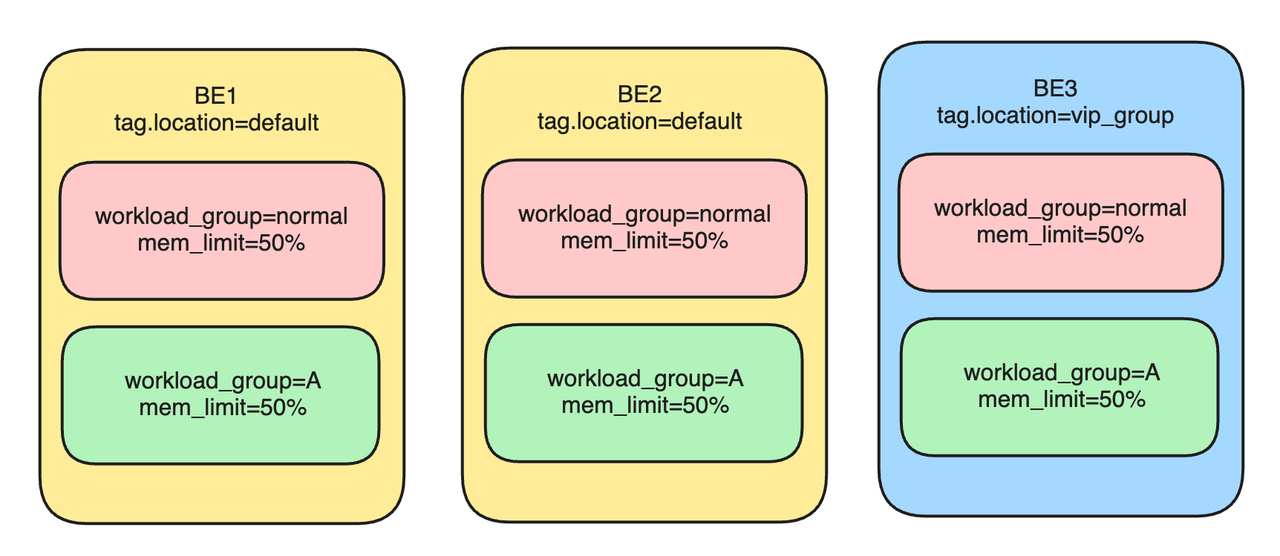 BE1
tag.location=default
workload_group=normal
mem_limit=50%
workload_group=A
mem_limit=50%
BE2
tag.location=default
workload_group=normal
mem_limit=50%
workload_group=A
mem_limit=50%
BE3
tag.location=vip_group
workload_group=normal
mem_limit=50%
workload_group=A
mem_limit=50%